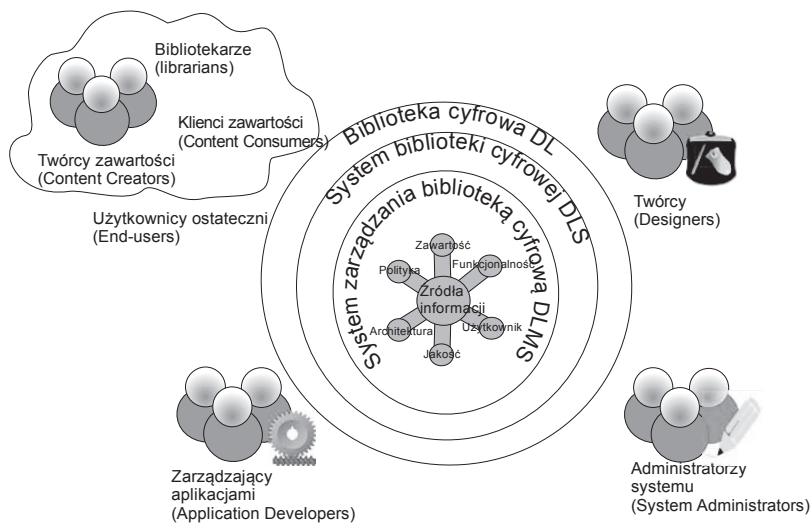 Bibliotekarze
(librarians)
Klienci zawartości
(Content Consumers)
Twórcy zawartości
(Content Creators)
Użytkownicy ostateczni
(End-users)
Biblioteka cyfrowa DL
System biblioteki cyfrowej DLS
System zarządzania biblioteką cyfrową DLMS
Zawartość
Funkcjonalność
Polityka
Źródła
informacji
Architektura
Użytkownik
Jakość
Twórcy
(Designers)
Zarządzający
aplikacjami
(Application Developers)
Administratorzy
systemu
(System Administrators)